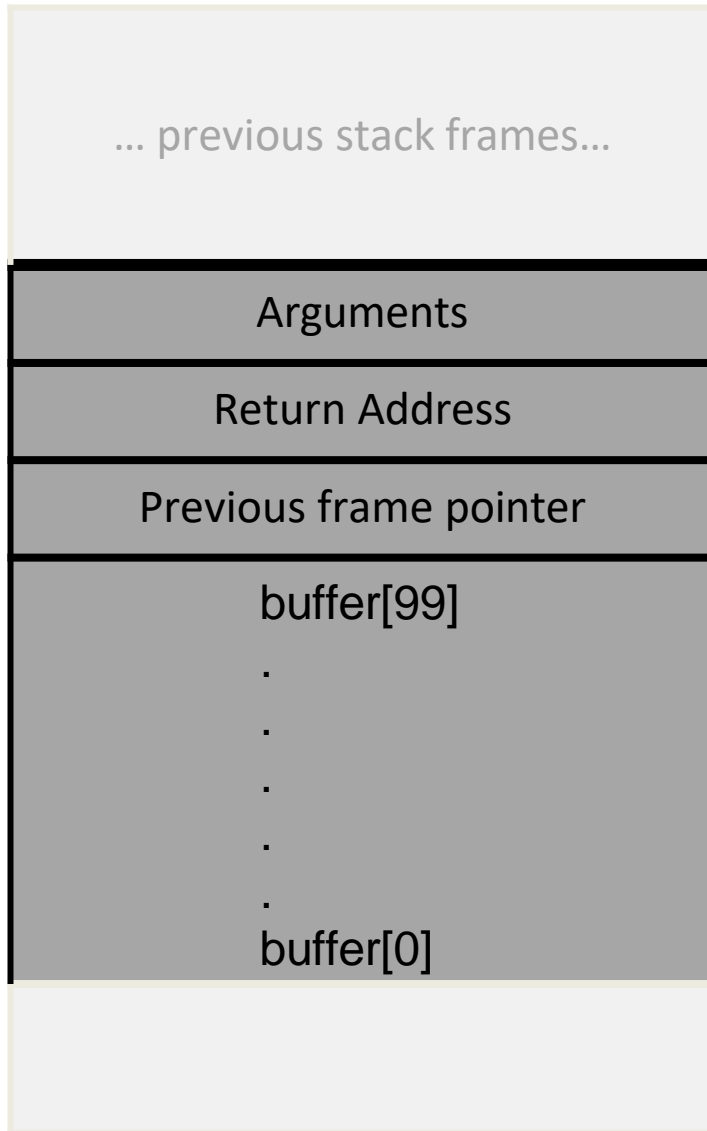 ... previous stack frames...
Arguments
Return Address
Previous frame pointer
buffer[99]
.
.
.
.
.
buffer[0]